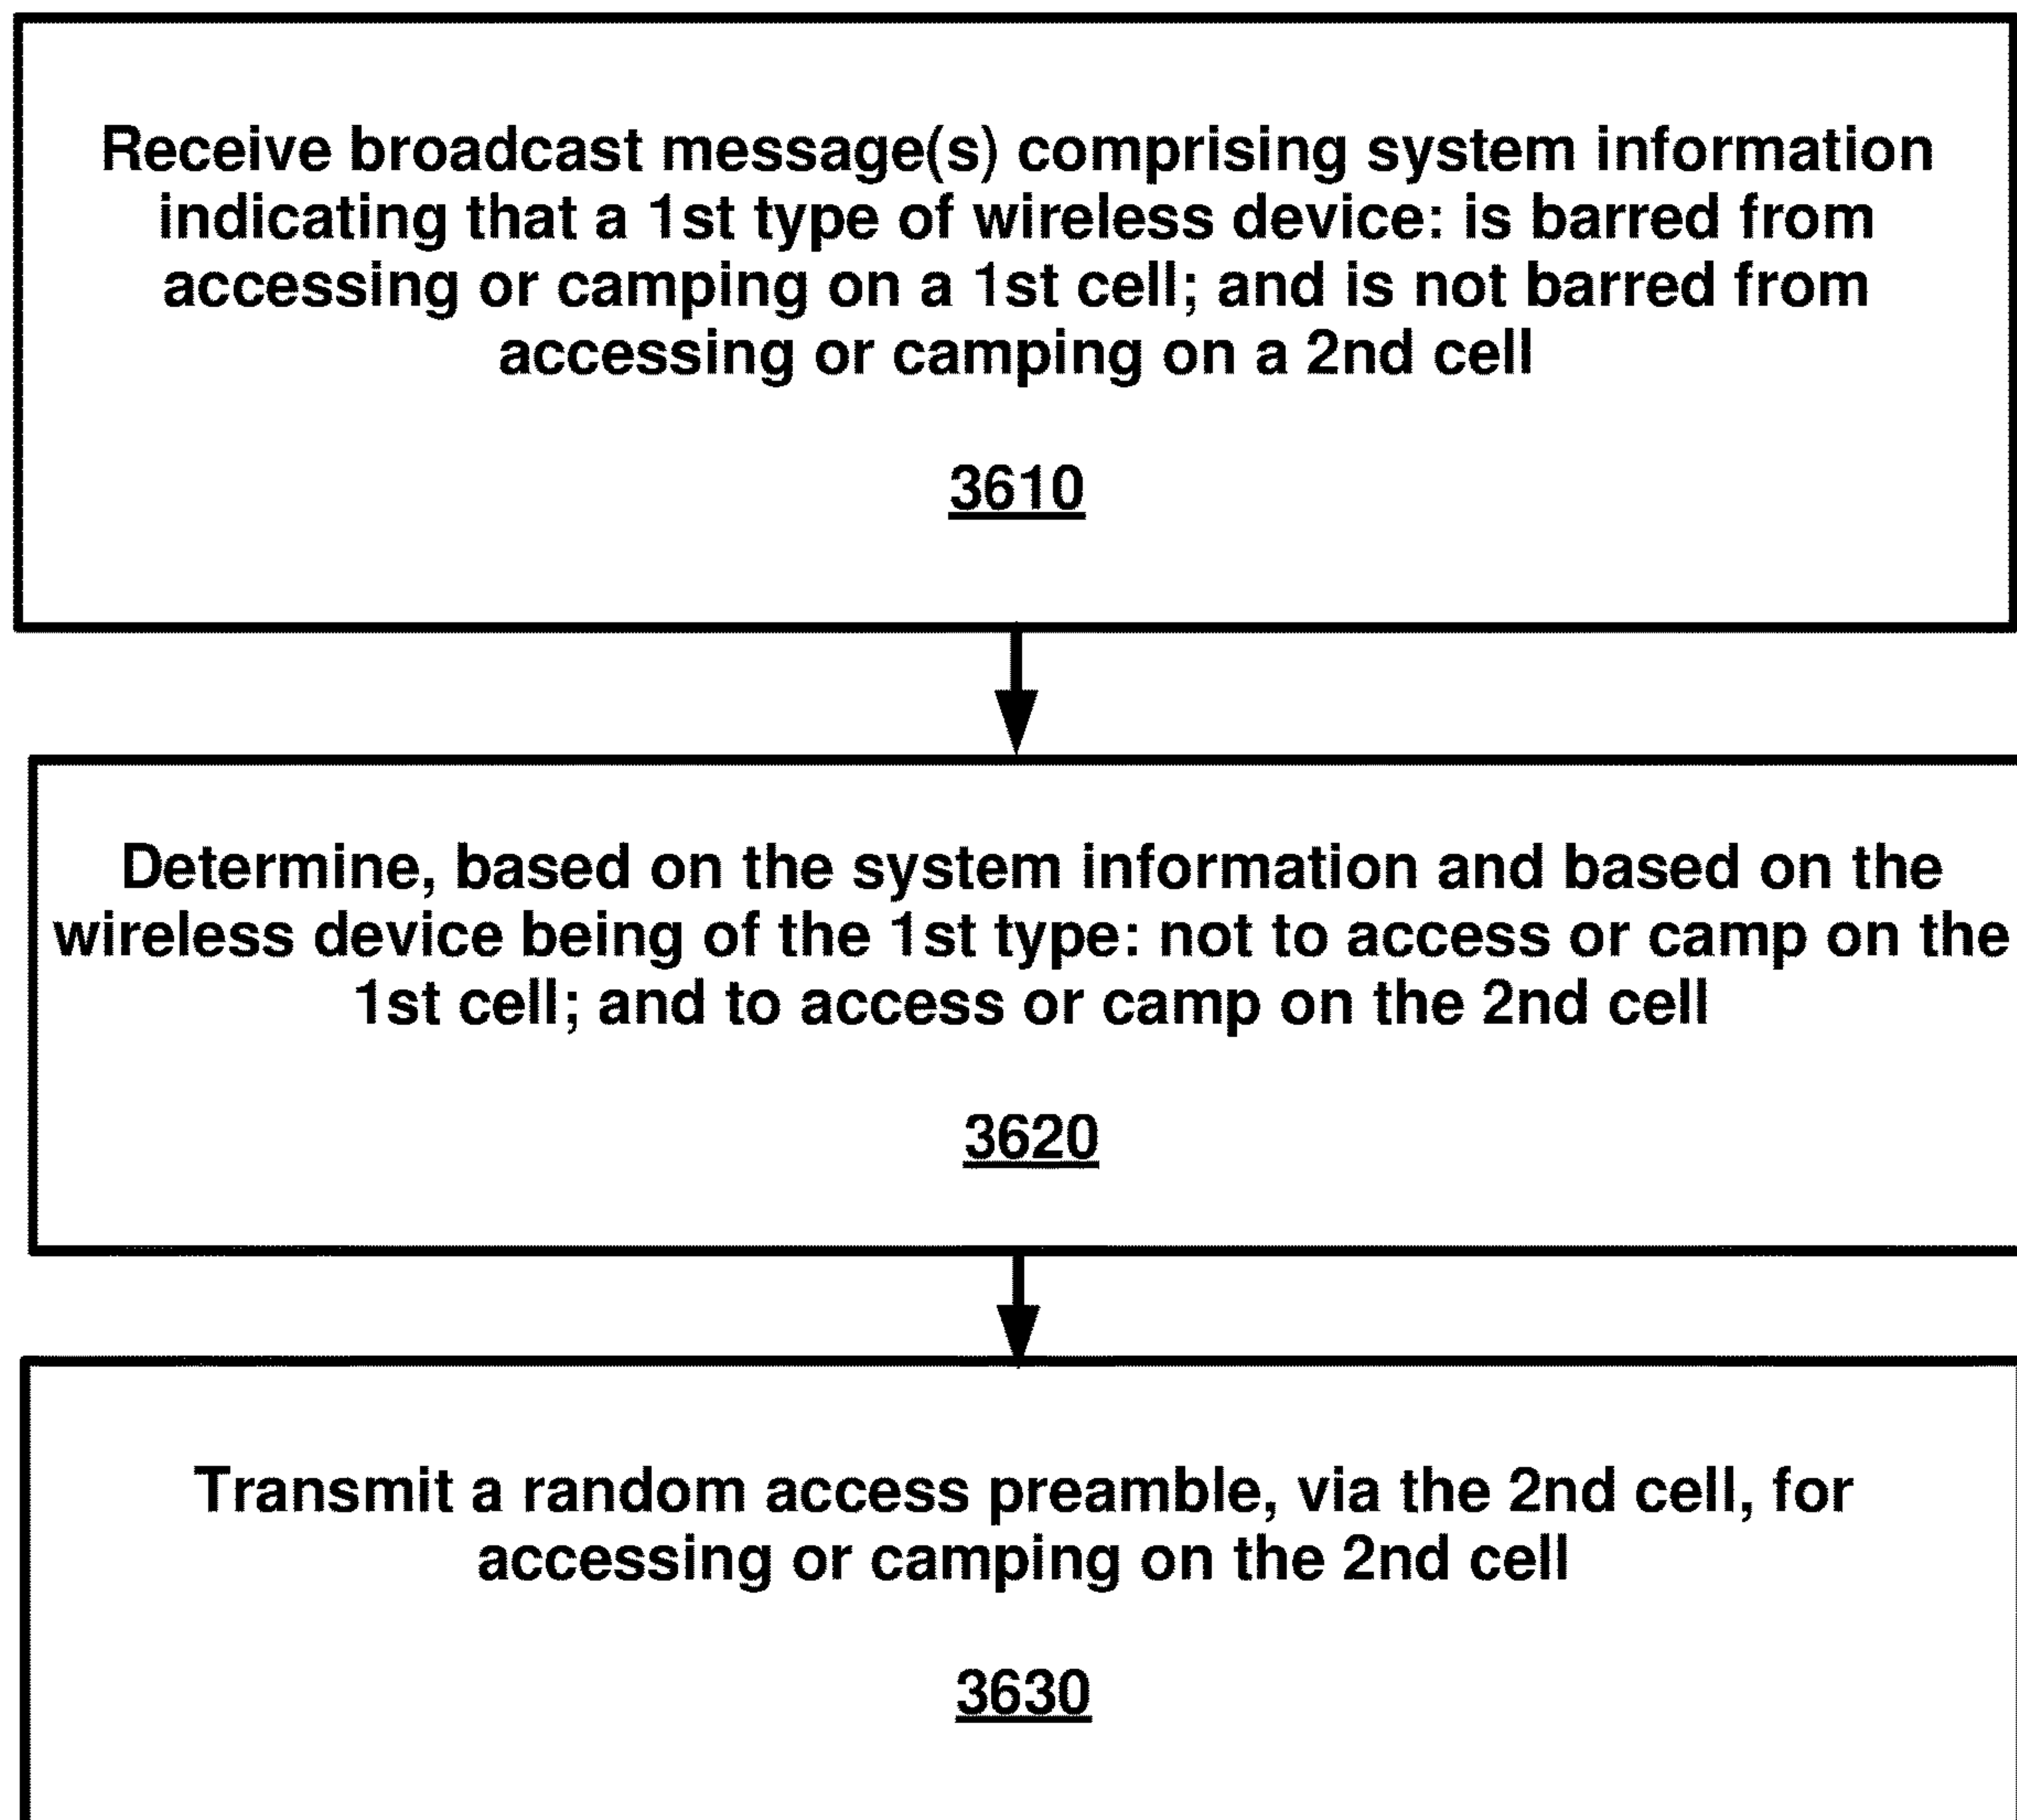 Receive broadcast message(s) comprising system information
indicating that a 1st type of wireless device: is barred from
accessing or camping on a 1st cell; and is not barred from
accessing or camping on a 2nd cell
3610
Determine, based on the system information and based on the
wireless device being of the 1st type: not to access or camp on the
1st cell; and to access or camp on the 2nd cell
3620
Transmit a random access preamble, via the 2nd cell, for
accessing or camping on the 2nd cell
3630